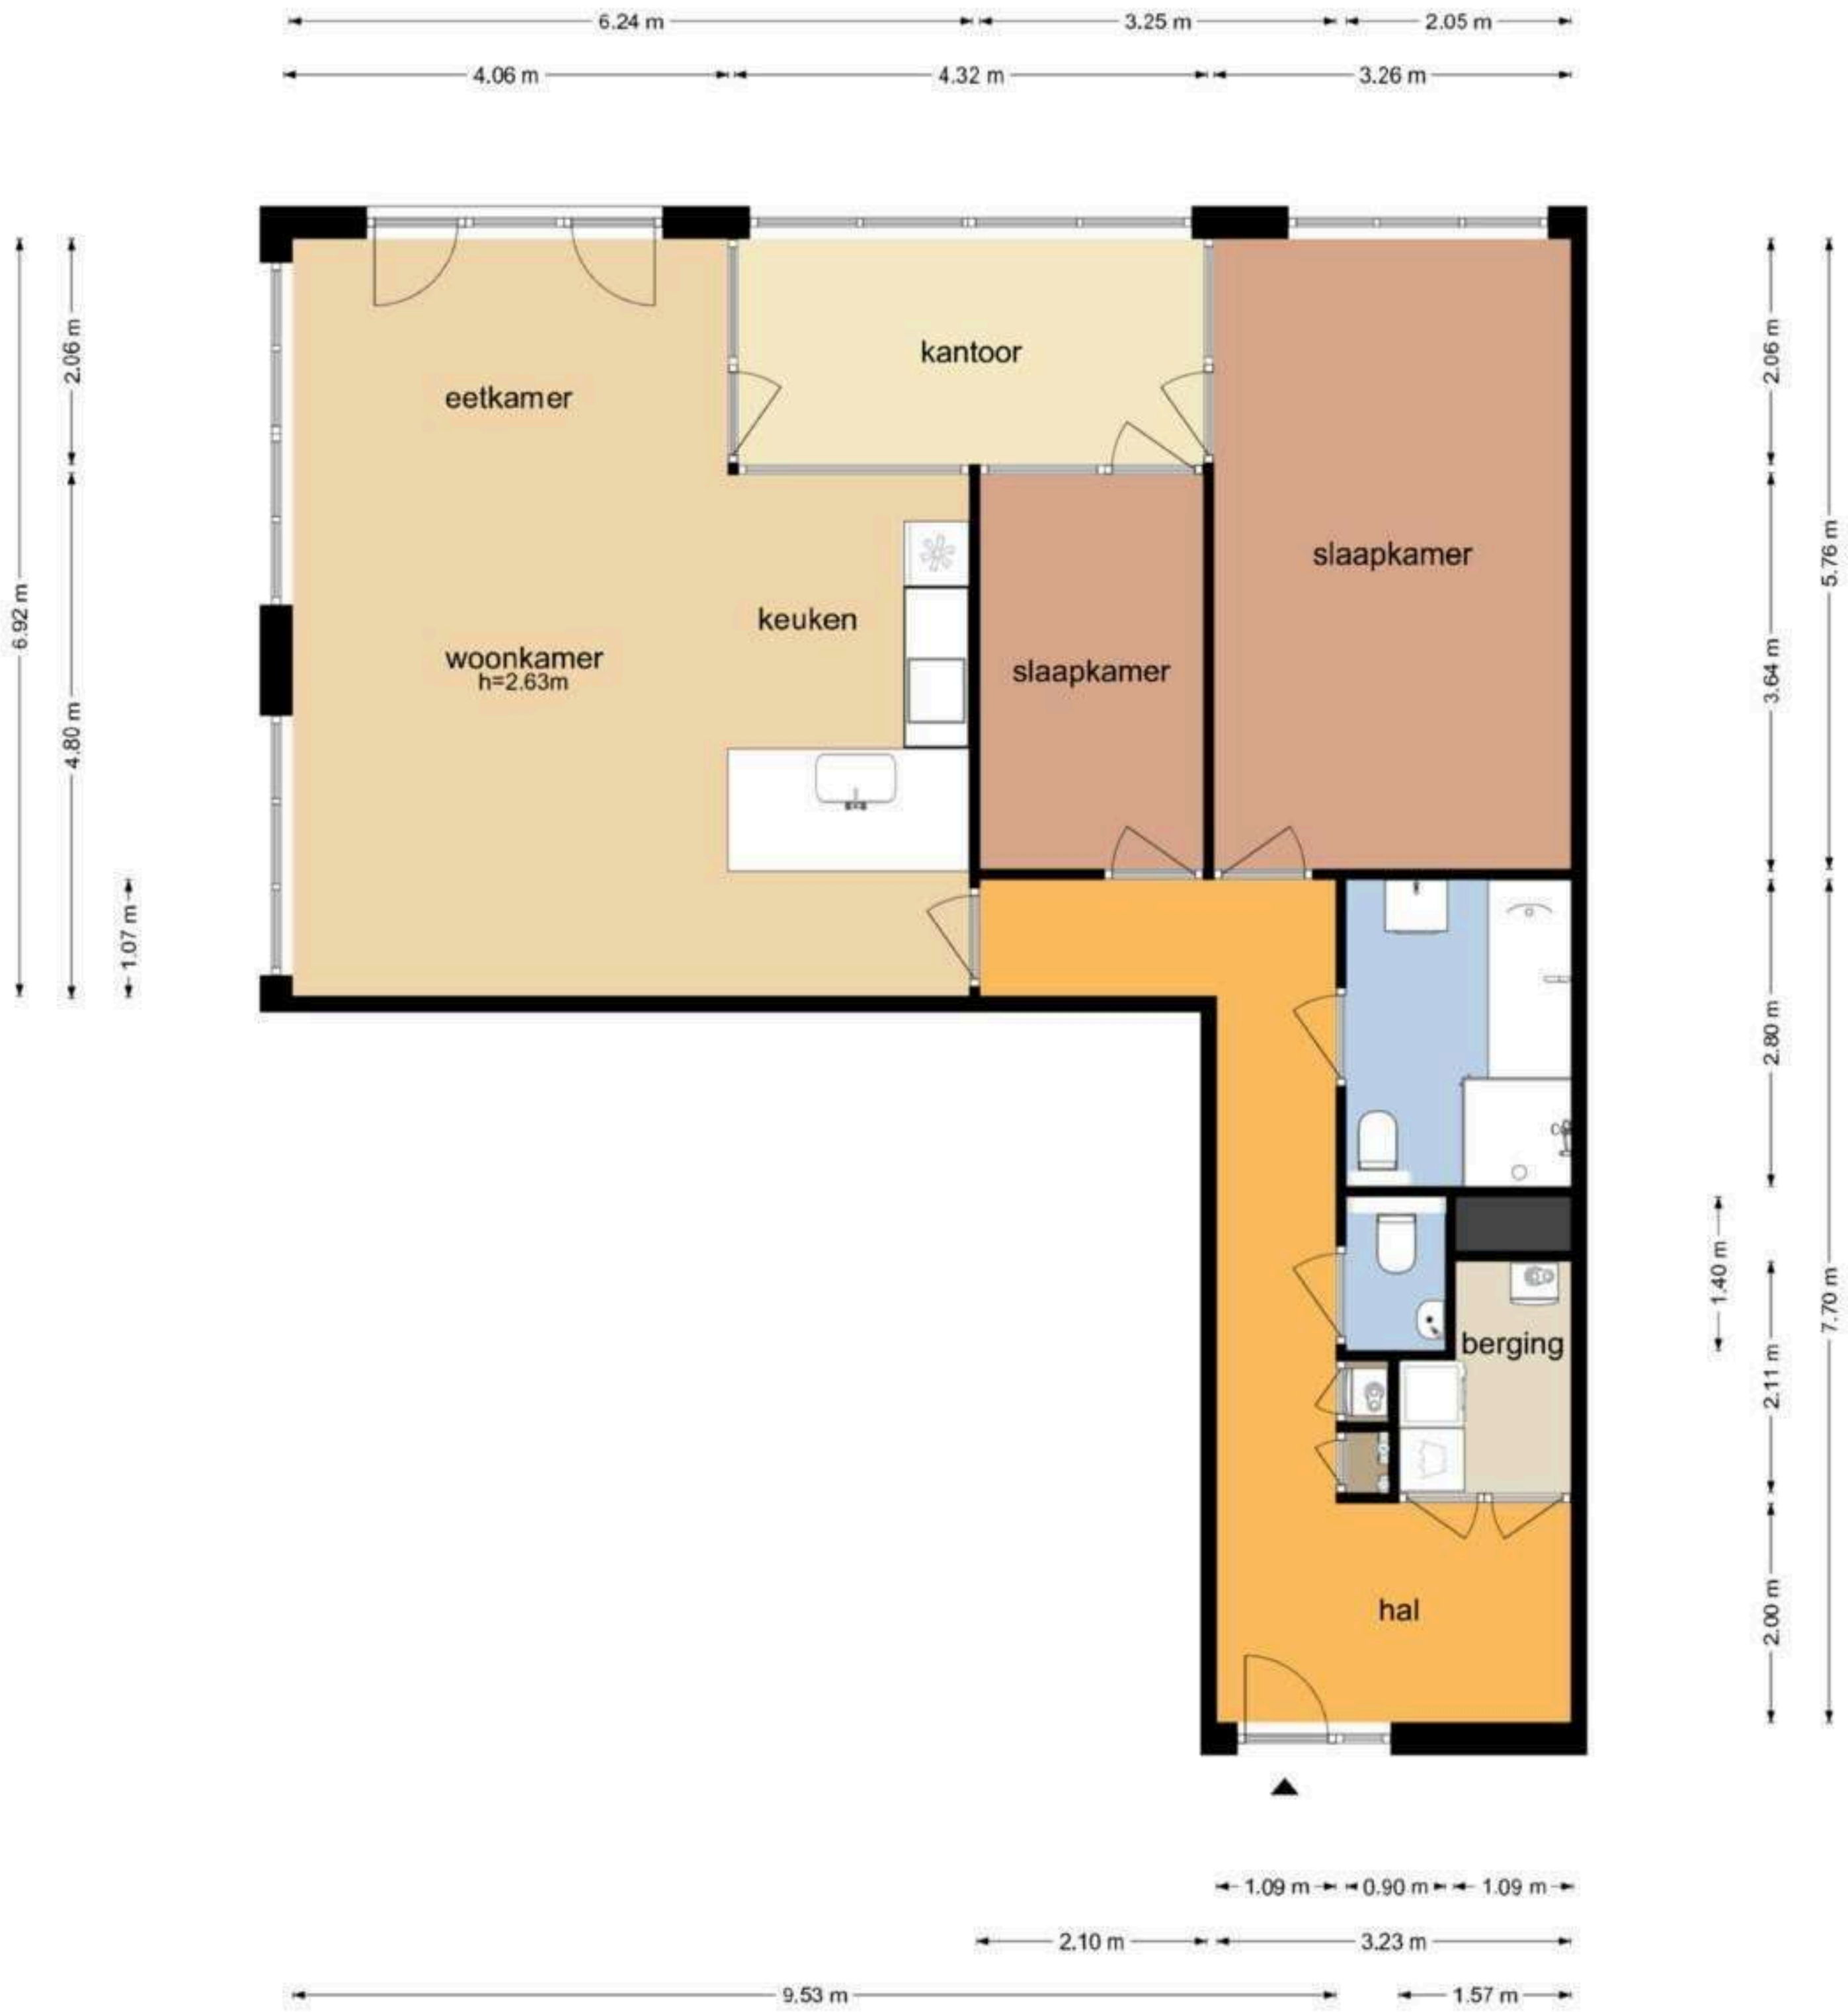 6.24 m
3.25 m
2.05 m
4.06 m
4.32 m
3.26 m
6.92 m
2.06 m
4.80 m
1.07 m
kantoor
eetkamer
slaapkamer
keuken
woonkamer
h=2.63m
slaapkamer
berging
hal
2.06 m
3.64 m
5.76 m
2.80 m
1.40 m
2.11 m
7.70 m
2.00 m
1.09 m
0.90 m
1.09 m
2.10 m
3.23 m
9.53 m
1.57 m